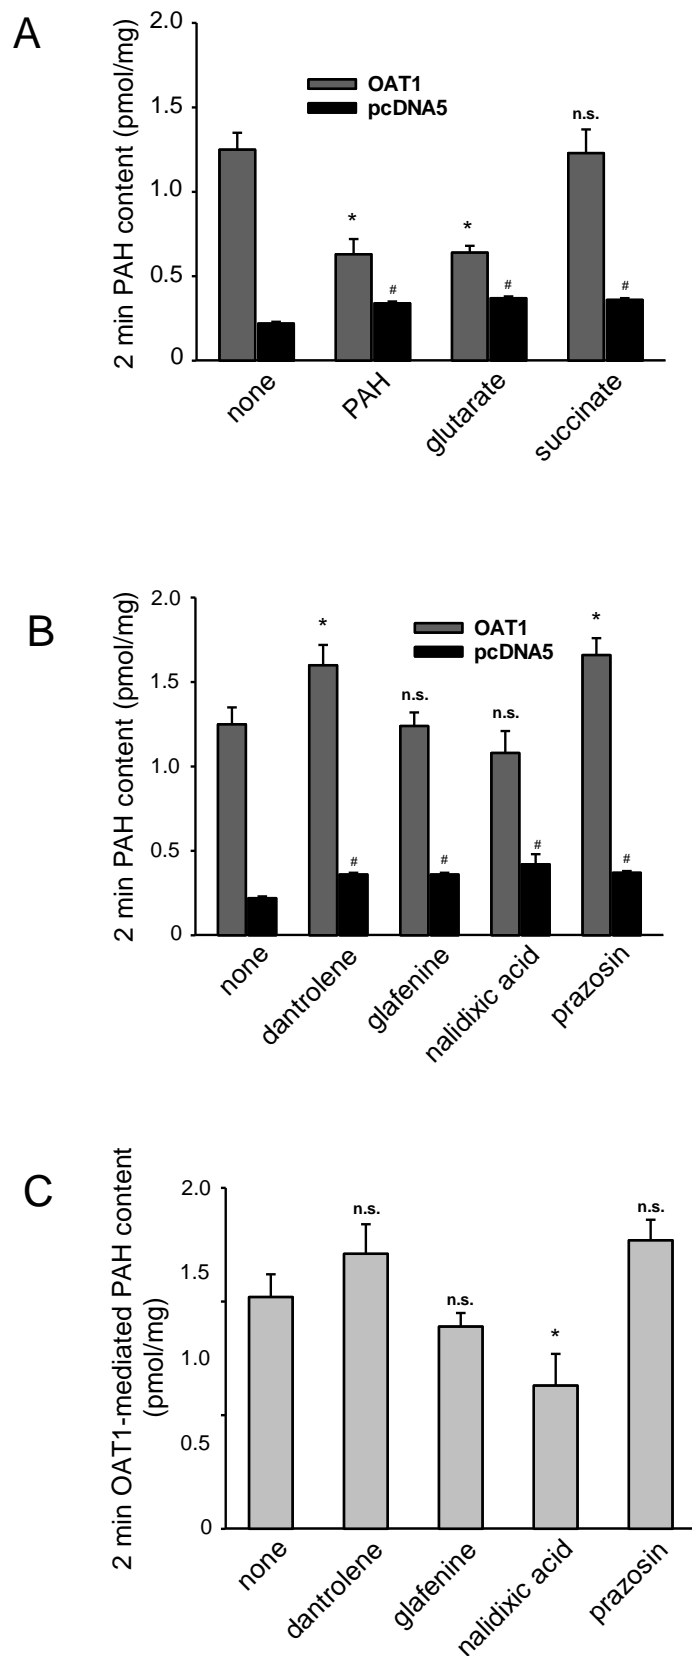 A
2 min PAH content (pmol/mg)
2.0
1.5
1.0
0.5
0
OAT1
pcDNA5
n.s.
*
*
#
#
#
none
PAH
glutarate
succinate
B
2 min PAH content (pmol/mg)
2.0
1.5
1.0
0.5
0
OAT1
pcDNA5
*
n.s.
n.s.
*
#
#
#
#
none
dantrolene
glafenine
nalidixic acid
prazosin
C
2 min OAT1-mediated PAH content
(pmol/mg)
2.0
1.5
1.0
0.5
0
n.s.
n.s.
*
n.s.
none
dantrolene
glafenine
nalidixic acid
prazosin